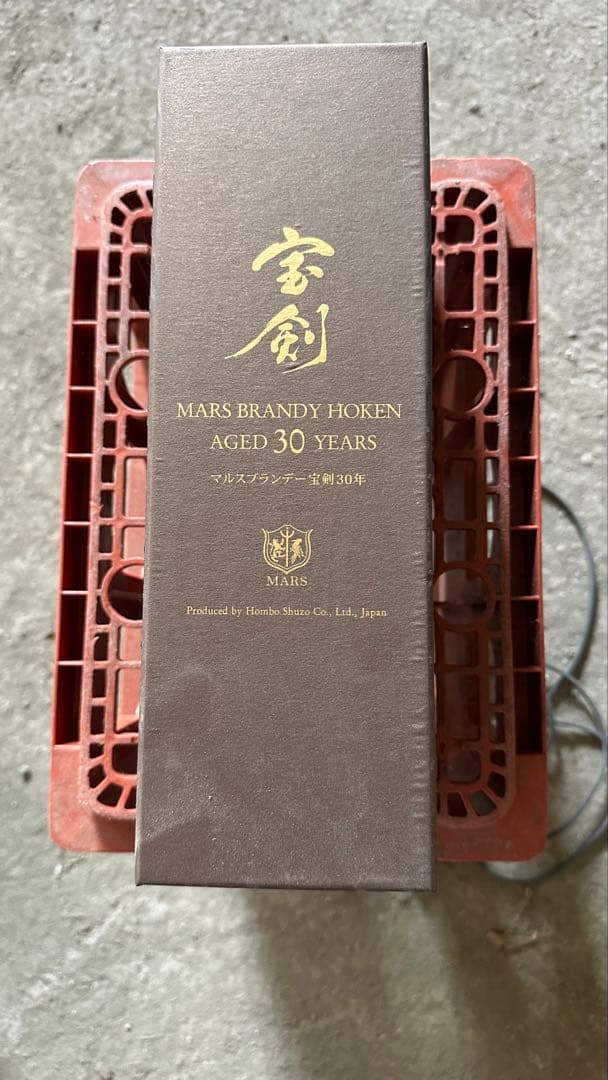 宝
剣
MARS BRANDY HOKEN
AGED 30 YEARS
マルスブランデー宝剣30年
MARS
Produced by Hombo Shuzo Co., Ltd., Japan